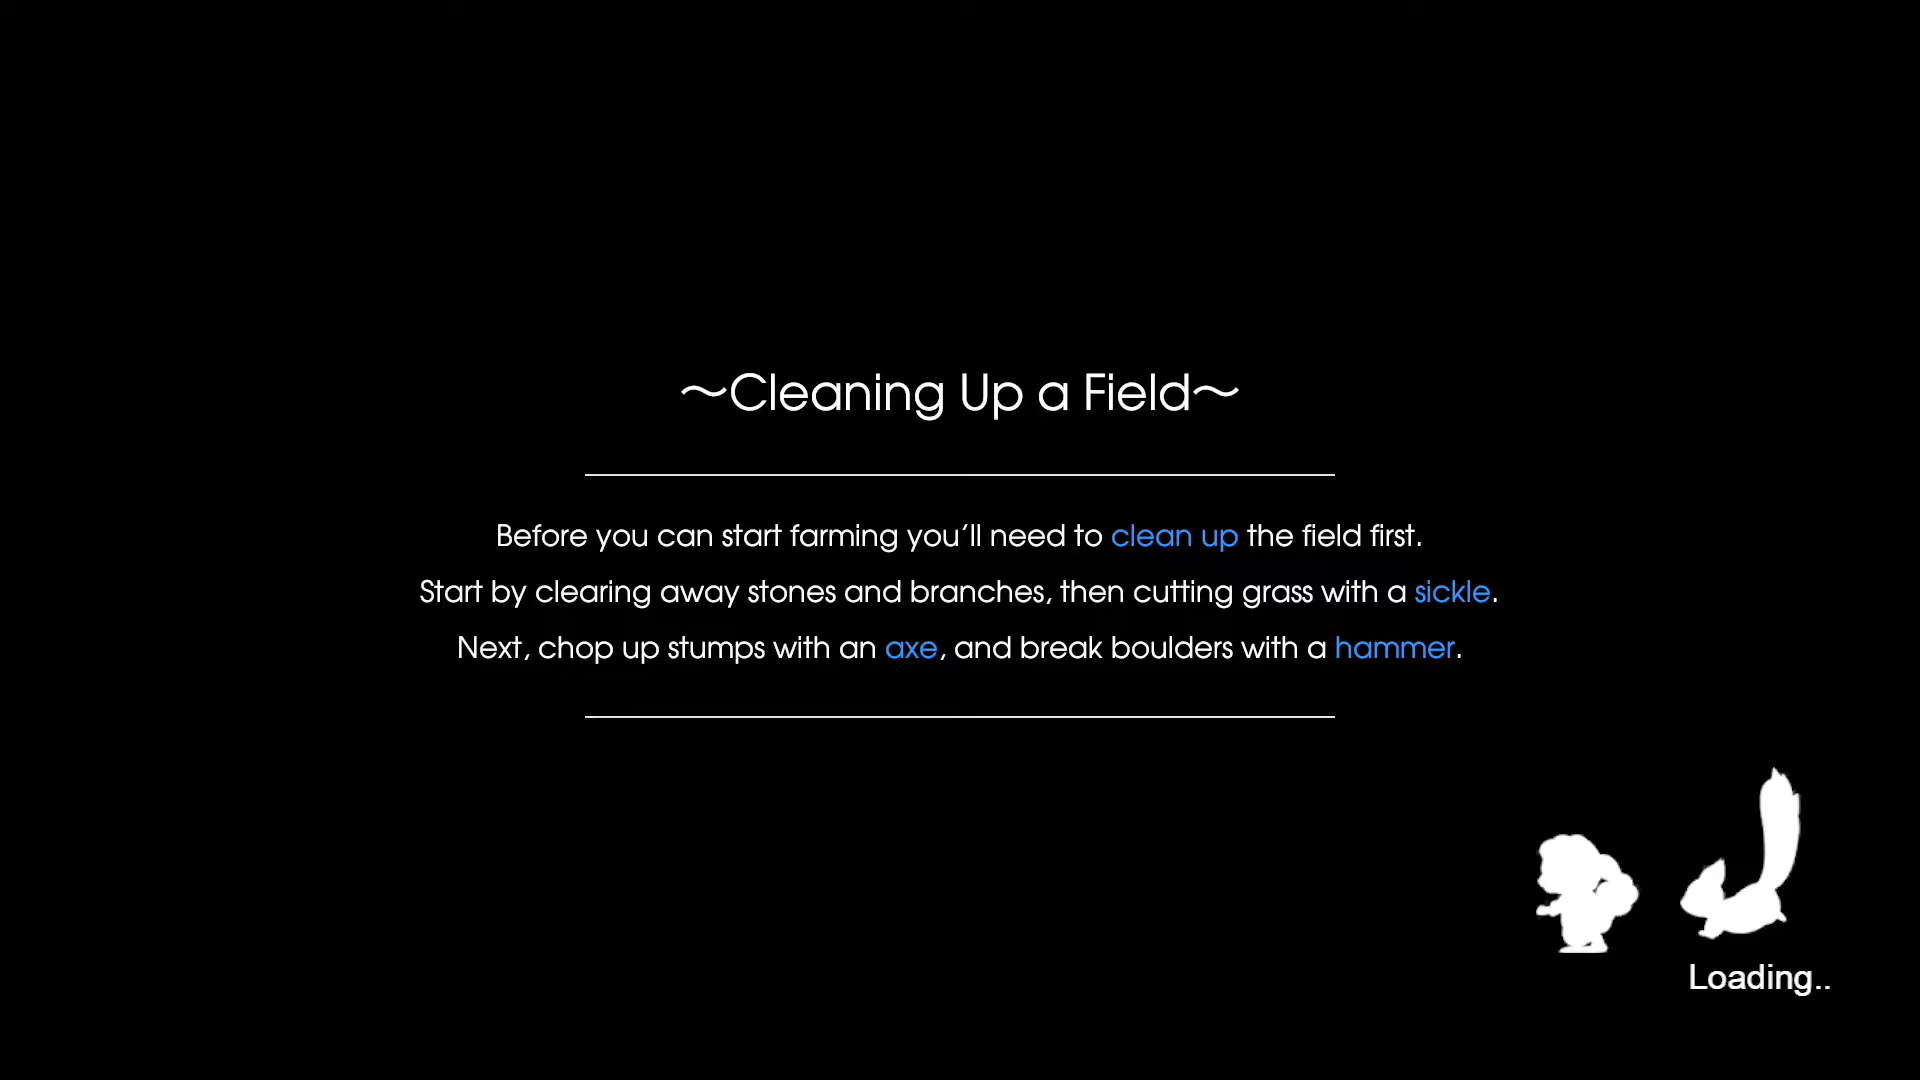 ～Cleaning Up a Field～
Before you can start farming you’ll need to clean up the field first.
Start by clearing away stones and branches, then cutting grass with a sickle.
Next, chop up stumps with an axe, and break boulders with a hammer.
Loading..